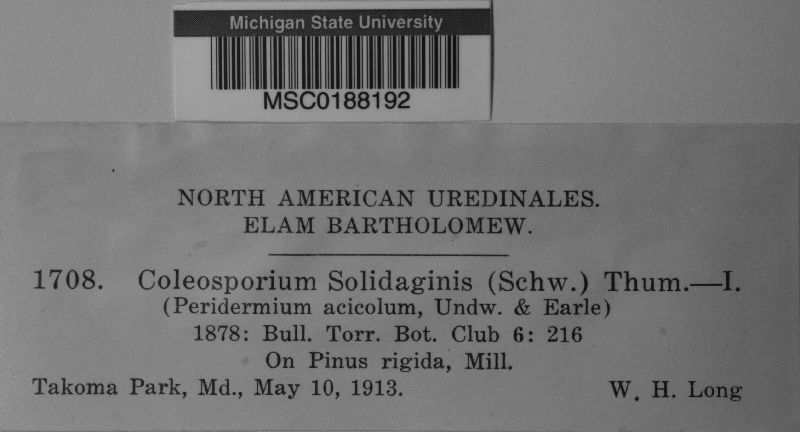 Michigan State University
MSC0188192
NORTH AMERICAN UREDINALES.
ELAM BARTHOLOMEW.
1708. Coleosporium Solidaginis (Schw.) Thum.—I.
(Peridermium acicolum, Undw. & Earle)
1878: Bull. Torr. Bot. Club 6: 216
On Pinus rigida, Mill.
Takoma Park, Md., May 10, 1913. W. H. Long